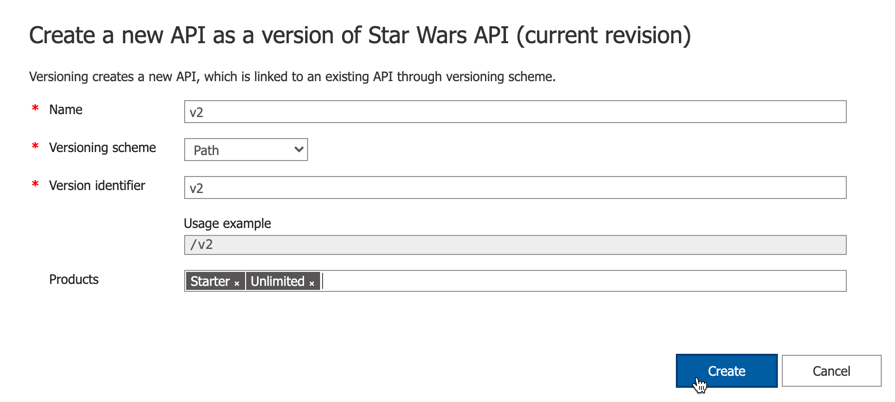 Create a new API as a version of Star Wars API (current revision)
Versioning creates a new API, which is linked to an existing API through versioning scheme.
* Name v2
* Versioning scheme Path
* Version identifier v2
Usage example
/v2
Products Starter × Unlimited ×
Create Cancel